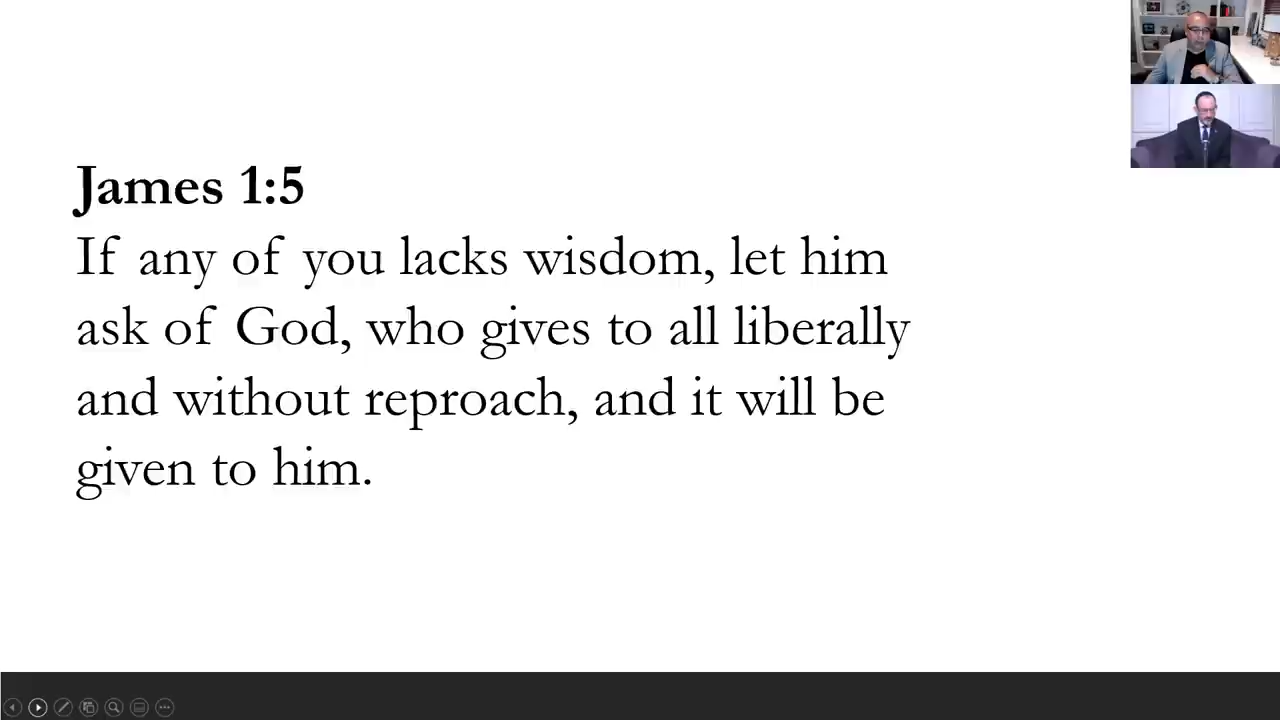 James 1:5
If any of you lacks wisdom, let him
ask of God, who gives to all liberally
and without reproach, and it will be
given to him.